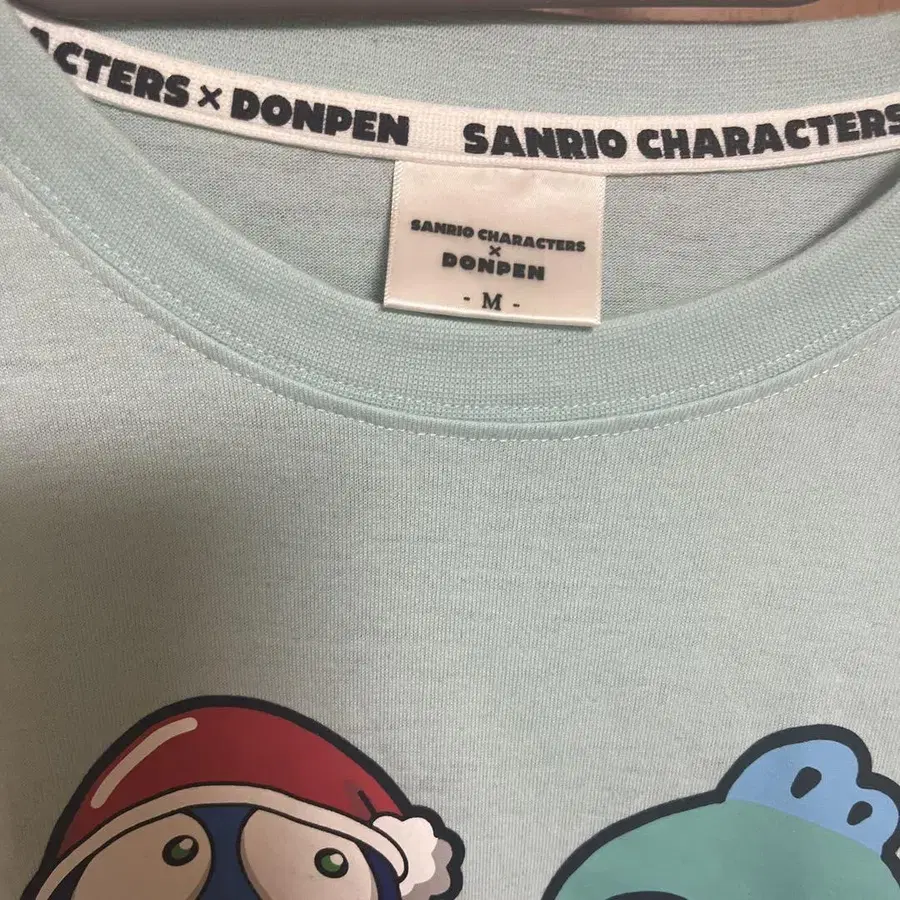 ACTERS × DONPEN SANRIO CHARACTERS
SANRIO CHARACTERS
×
DONPEN
- M -